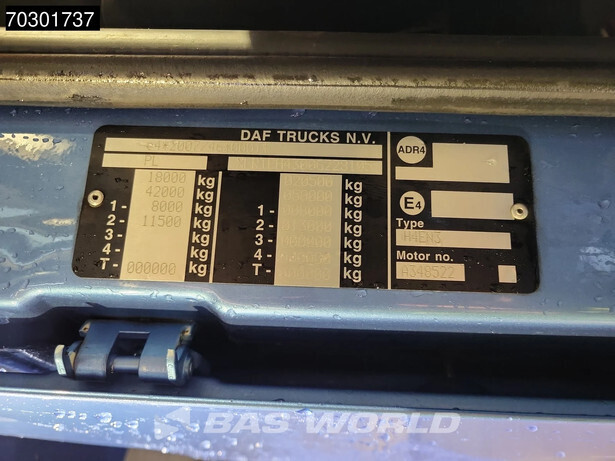 70301737
DAF TRUCKS N.V.
ADR4
PL
18000 kg
42000 kg
1- 8000 kg
2- 11500 kg
3- kg
4- kg
T- 000000 kg
kg
kg
1- kg
2- kg
3- kg
4- kg
T- kg
E4
Type
H4EN3
Motor no.
A348522
BAS WORLD